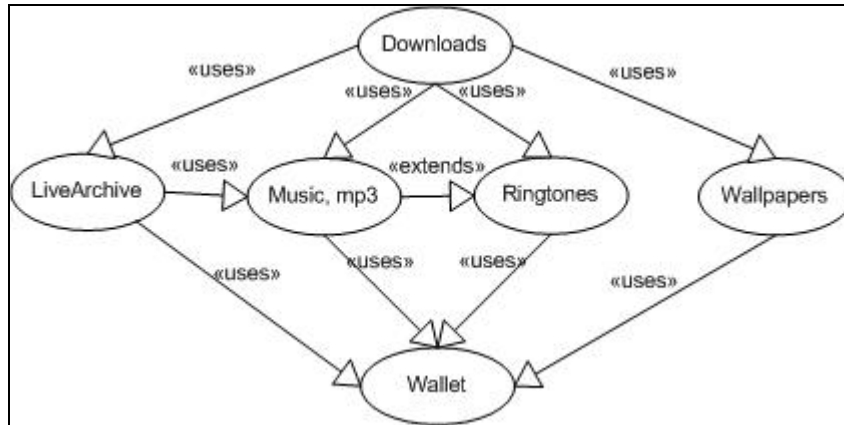 Downloads
«uses»
«uses»
«uses»
«uses»
«uses»
«extends»
LiveArchive
Music, mp3
Ringtones
Wallpapers
«uses»
«uses»
«uses»
«uses»
Wallet